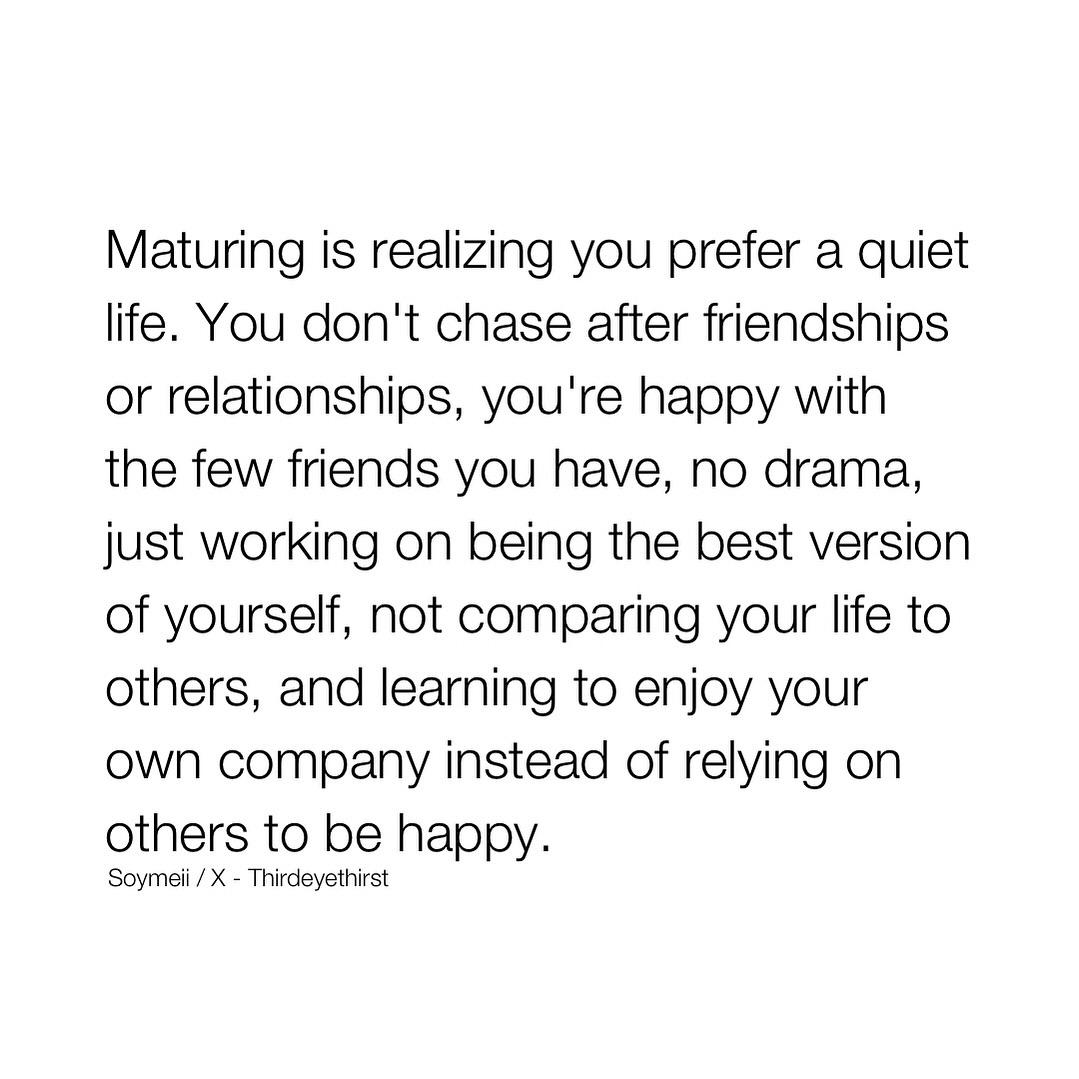 Maturing is realizing you prefer a quiet
life. You don't chase after friendships
or relationships, you're happy with
the few friends you have, no drama,
just working on being the best version
of yourself, not comparing your life to
others, and learning to enjoy your
own company instead of relying on
others to be happy.
Soymeii / X - Thirdeyethirst